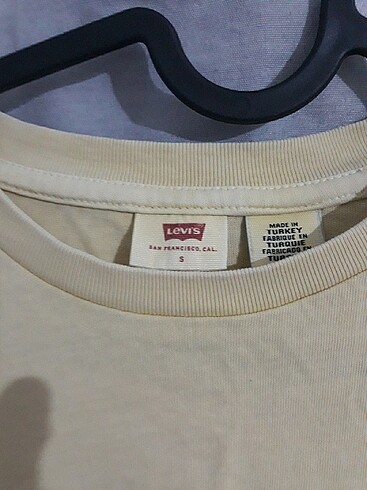 LEVI'S
SAN FRANCISCO, CAL.
S
MADE IN
TURKEY
FABRIQUE EN
TURQUIE
FABRICADO EN